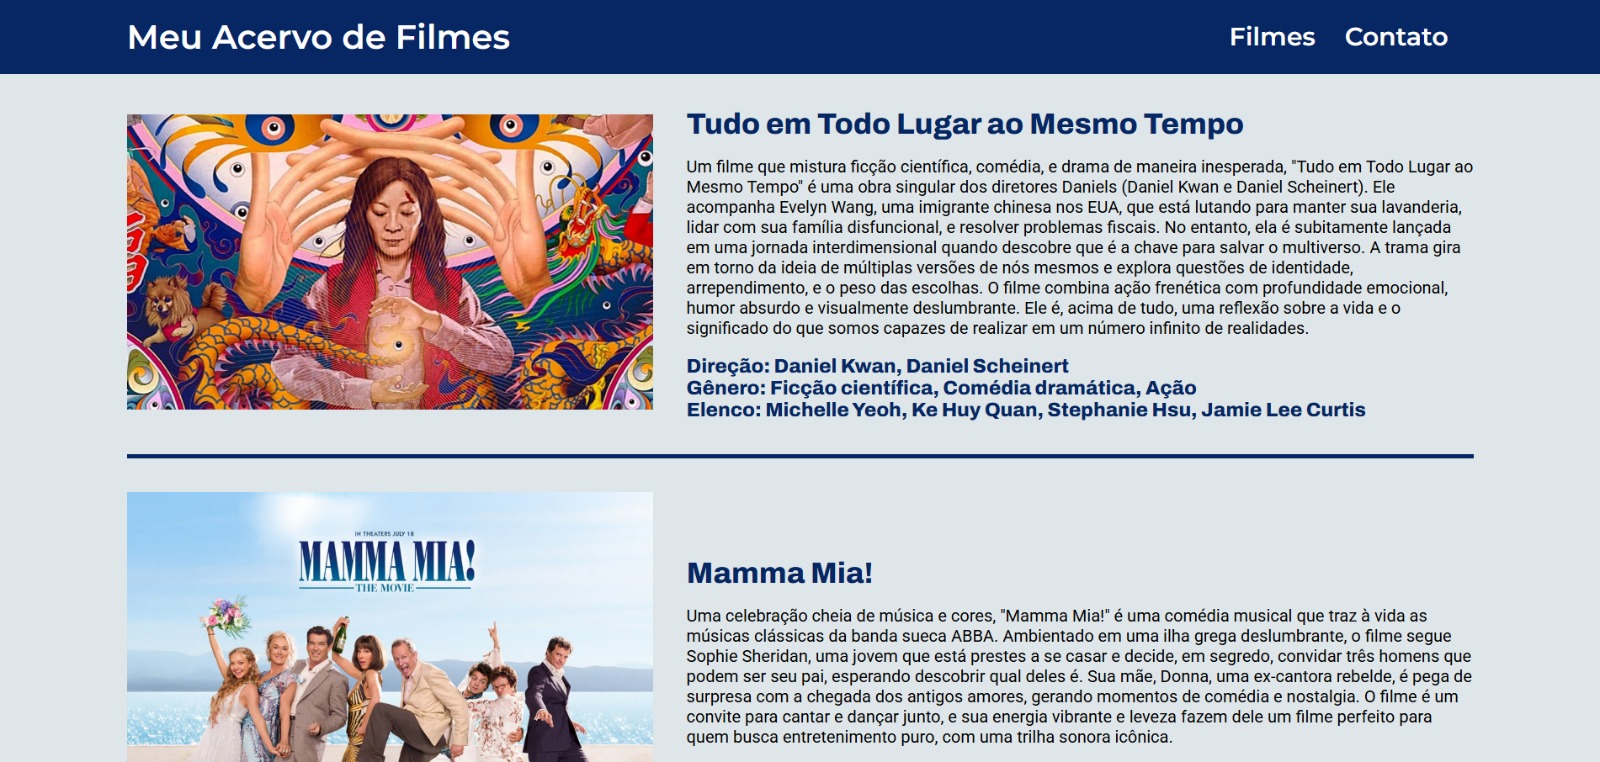 Meu Acervo de Filmes
Filmes
Contato
Tudo em Todo Lugar ao Mesmo Tempo
Um filme que mistura ficção científica, comédia, e drama de maneira inesperada, "Tudo em Todo Lugar ao
Mesmo Tempo" é uma obra singular dos diretores Daniels (Daniel Kwan e Daniel Scheinert). Ele
acompanha Evelyn Wang, uma imigrante chinesa nos EUA, que está lutando para manter sua lavanderia,
lidar com sua família disfuncional, e resolver problemas fiscais. No entanto, ela é subitamente lançada
em uma jornada interdimensional quando descobre que é a chave para salvar o multiverso. A trama gira
em torno da ideia de múltiplas versões de nós mesmos e explora questões de identidade,
arrependimento, e o peso das escolhas. O filme combina ação frenética com profundidade emocional,
humor absurdo e visualmente deslumbrante. Ele é, acima de tudo, uma reflexão sobre a vida e o
significado do que somos capazes de realizar em um número infinito de realidades.
Direção: Daniel Kwan, Daniel Scheinert
Gênero: Ficção científica, Comédia dramática, Ação
Elenco: Michelle Yeoh, Ke Huy Quan, Stephanie Hsu, Jamie Lee Curtis
IN THEATERS JULY 18
MAMMA MIA!
THE MOVIE
Mamma Mia!
Uma celebração cheia de música e cores, "Mamma Mia!" é uma comédia musical que traz à vida as
músicas clássicas da banda sueca ABBA. Ambientado em uma ilha grega deslumbrante, o filme segue
Sophie Sheridan, uma jovem que está prestes a se casar e decide, em segredo, convidar três homens que
podem ser seu pai, esperando descobrir qual deles é. Sua mãe, Donna, uma ex-cantora rebelde, é pega de
surpresa com a chegada dos antigos amores, gerando momentos de comédia e nostalgia. O filme é um
convite para cantar e dançar junto, e sua energia vibrante e leveza fazem dele um filme perfeito para
quem busca entretenimento puro, com uma trilha sonora icônica.